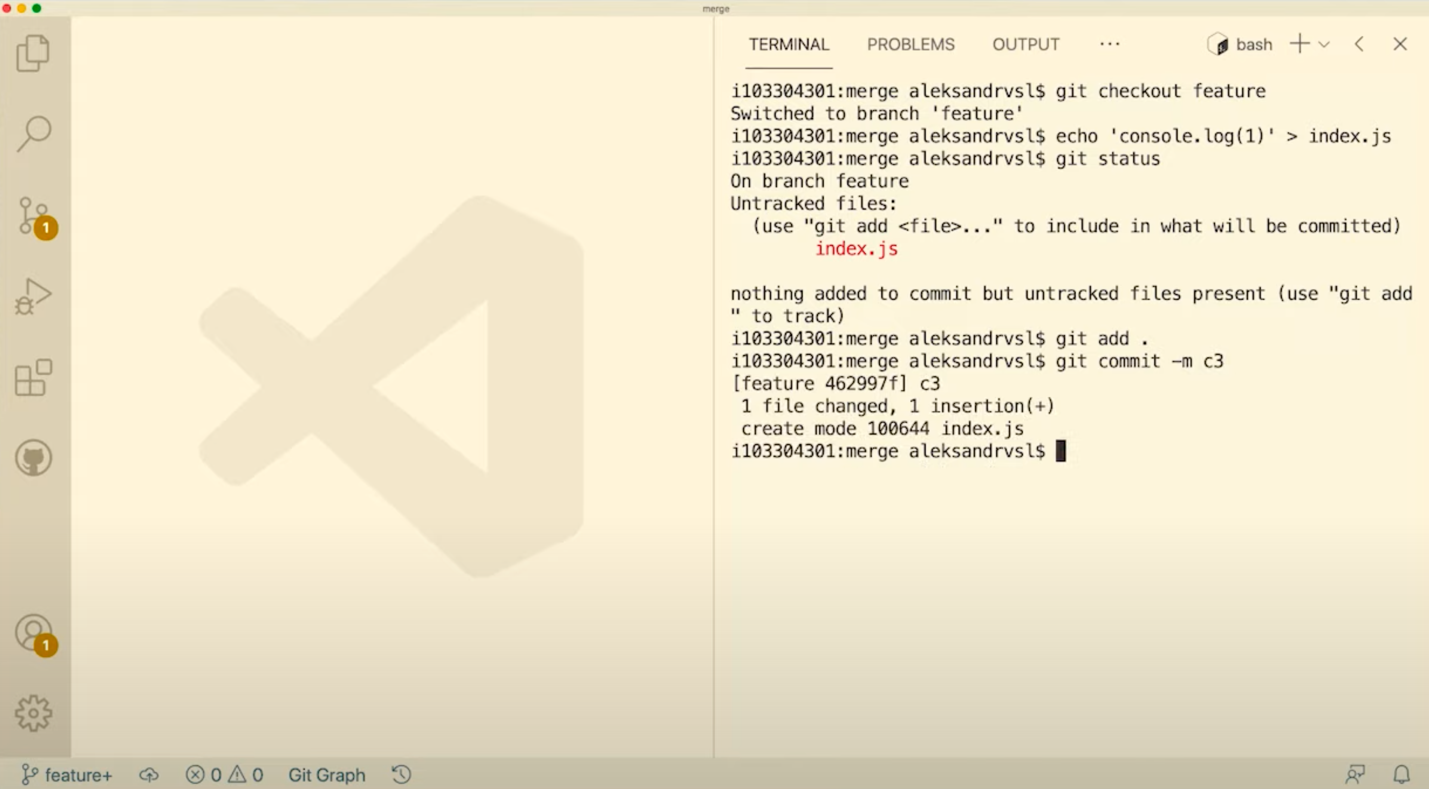 merge
TERMINAL PROBLEMS OUTPUT ... bash
i103304301:merge aleksandrvsl$ git checkout feature
Switched to branch 'feature'
i103304301:merge aleksandrvsl$ echo 'console.log(1)' > index.js
i103304301:merge aleksandrvsl$ git status
On branch feature
Untracked files:
(use "git add <file>..." to include in what will be committed)
index.js
nothing added to commit but untracked files present (use "git add
" to track)
i103304301:merge aleksandrvsl$ git add .
i103304301:merge aleksandrvsl$ git commit -m c3
[feature 462997f] c3
1 file changed, 1 insertion(+)
create mode 100644 index.js
i103304301:merge aleksandrvsl$
1
1
feature+ 0 0 Git Graph